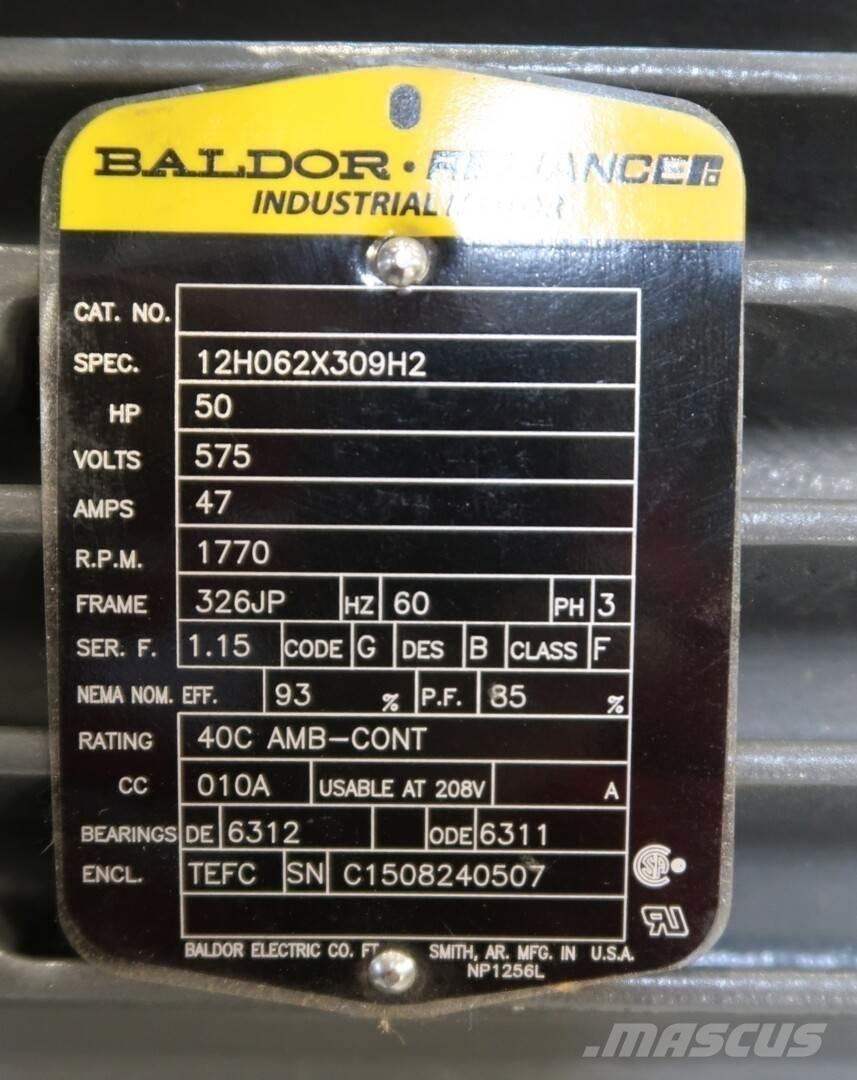 BALDOR · RELIANCE
INDUSTRIAL MOTOR
CAT. NO.
SPEC. 12H062X309H2
HP 50
VOLTS 575
AMPS 47
R.P.M. 1770
FRAME 326JP HZ 60 PH 3
SER. F. 1.15 CODE G DES B CLASS F
NEMA NOM. EFF. 93 % P.F. 85 %
RATING 40C AMB-CONT
CC 010A USABLE AT 208V A
BEARINGS DE 6312 ODE 6311
ENCL. TEFC SN C1508240507
BALDOR ELECTRIC CO. FT. SMITH, AR. MFG. IN U.S.A.
NP1256L
MASCUS